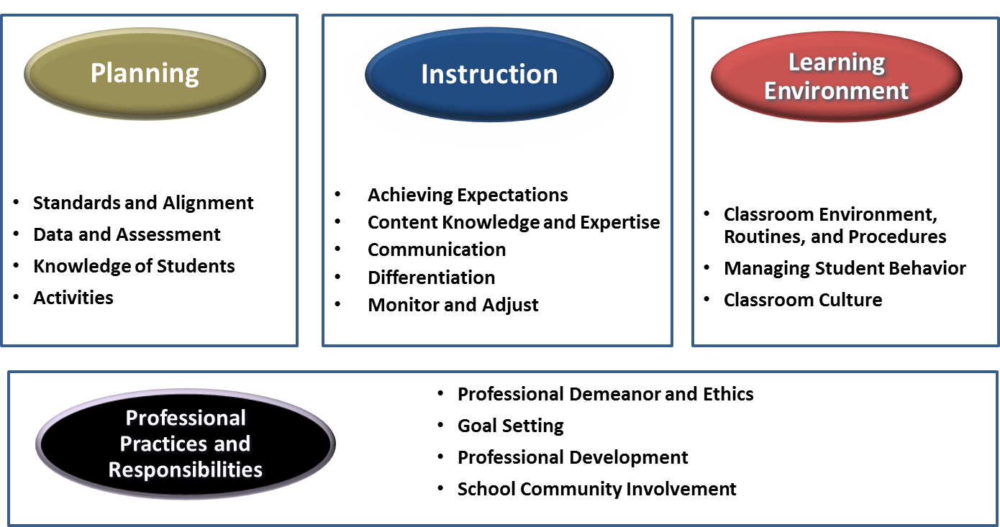 Planning
• Standards and Alignment
• Data and Assessment
• Knowledge of Students
• Activities
Instruction
• Achieving Expectations
• Content Knowledge and Expertise
• Communication
• Differentiation
• Monitor and Adjust
Learning
Environment
• Classroom Environment,
Routines, and Procedures
• Managing Student Behavior
• Classroom Culture
Professional
Practices and
Responsibilities
• Professional Demeanor and Ethics
• Goal Setting
• Professional Development
• School Community Involvement